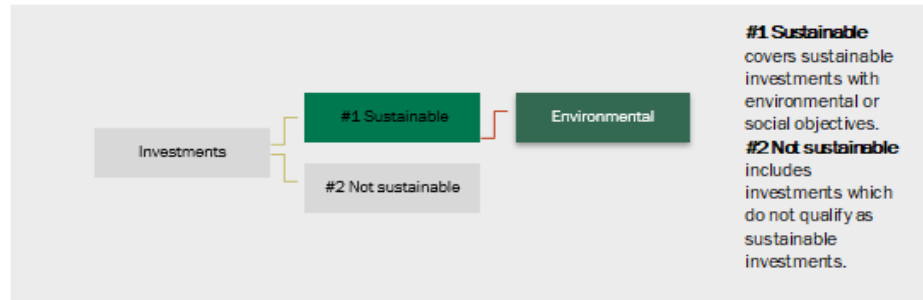 Investments
#1 Sustainable
Environmental
#2 Not sustainable
#1 Sustainable
covers sustainable
investments with
environmental or
social objectives.
#2 Not sustainable
includes
investments which
do not qualify as
sustainable
investments.